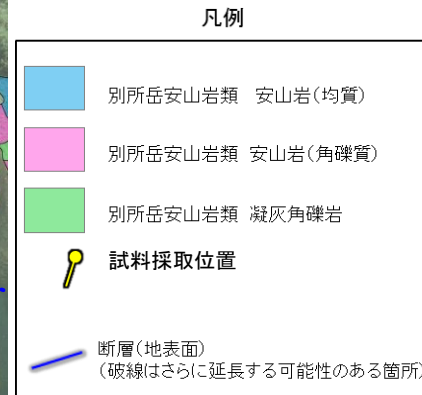 凡例
別所岳安山岩類　安山岩(均質)
別所岳安山岩類 安山岩(角礫質)
別所岳安山岩類 凝灰角礫岩
試料採取位置
断層(地表面)
(破線はさらに延長する可能性のある箇所)